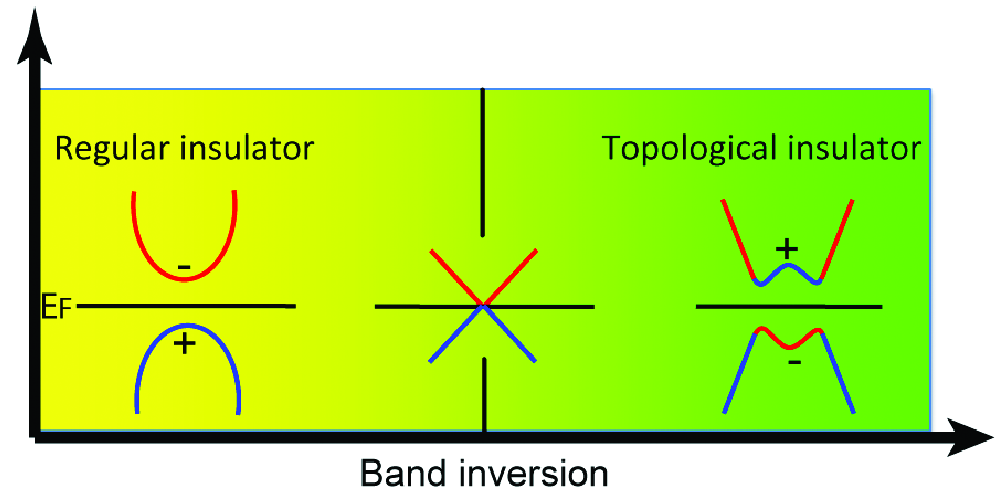 Regular insulator
Topological insulator
-
+
EF
+
-
Band inversion